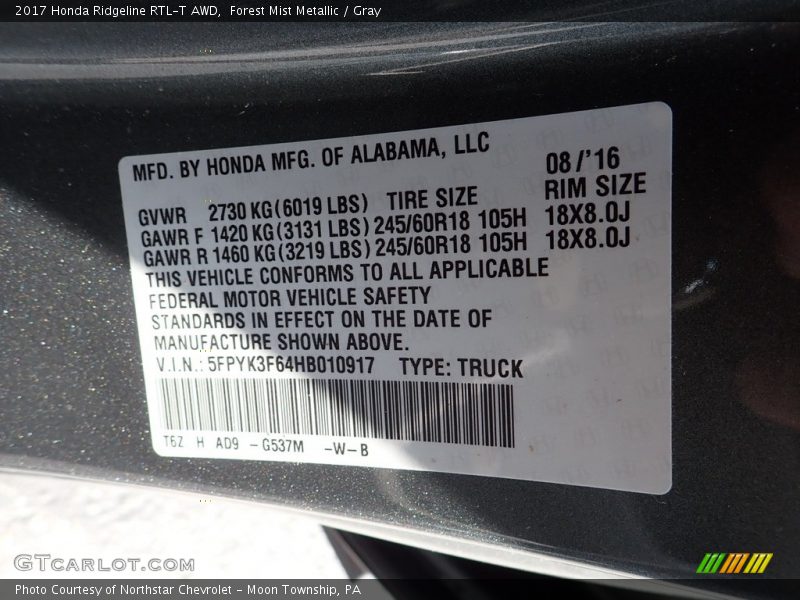 2017 Honda Ridgeline RTL-T AWD, Forest Mist Metallic / Gray
MFD. BY HONDA MFG. OF ALABAMA, LLC 08/'16
GVWR 2730 KG(6019 LBS) TIRE SIZE RIM SIZE
GAWR F 1420 KG(3131 LBS) 245/60R18 105H 18X8.0J
GAWR R 1460 KG(3219 LBS) 245/60R18 105H 18X8.0J
THIS VEHICLE CONFORMS TO ALL APPLICABLE
FEDERAL MOTOR VEHICLE SAFETY
STANDARDS IN EFFECT ON THE DATE OF
MANUFACTURE SHOWN ABOVE.
V.I.N.: 5FPYK3F64HB010917 TYPE: TRUCK
T6Z H AD9 -G537M -W-B
GTCARLOT.COM
Photo Courtesy of Northstar Chevrolet - Moon Township, PA